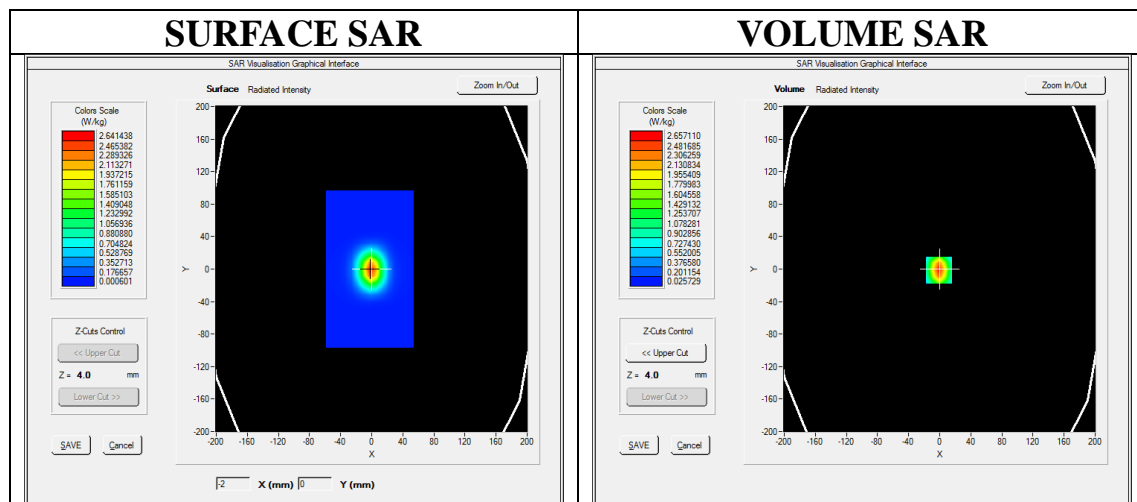 SURFACE SAR
SAR Visualisation Graphical Interface
Surface Radiated Intensity
Zoom In/Out
Colors Scale
(W/kg)
2.641438
2.465382
2.289326
2.113271
1.937215
1.761159
1.585103
1.409048
1.232992
1.056936
0.880880
0.704824
0.528769
0.352713
0.176657
0.000601
Z-Cuts Control
<< Upper Cut
Z = 4.0 mm
Lower Cut >>
SAVE Cancel
200
160
120
80
40
0
-40
-80
-120
-160
-200
Y
-200 -160 -120 -80 -40 0 40 80 120 160 200
X
-2 X (mm) 0 Y (mm)
VOLUME SAR
SAR Visualisation Graphical Interface
Volume Radiated Intensity
Zoom In/Out
Colors Scale
(W/kg)
2.657110
2.481685
2.306259
2.130834
1.955409
1.779983
1.604558
1.429132
1.253707
1.078281
0.902856
0.727430
0.552005
0.376580
0.201154
0.025729
Z-Cuts Control
<< Upper Cut
Z = 4.0 mm
Lower Cut >>
SAVE Cancel
200
160
120
80
40
0
-40
-80
-120
-160
-200
Y
-200 -160 -120 -80 -40 0 40 80 120 160 200
X